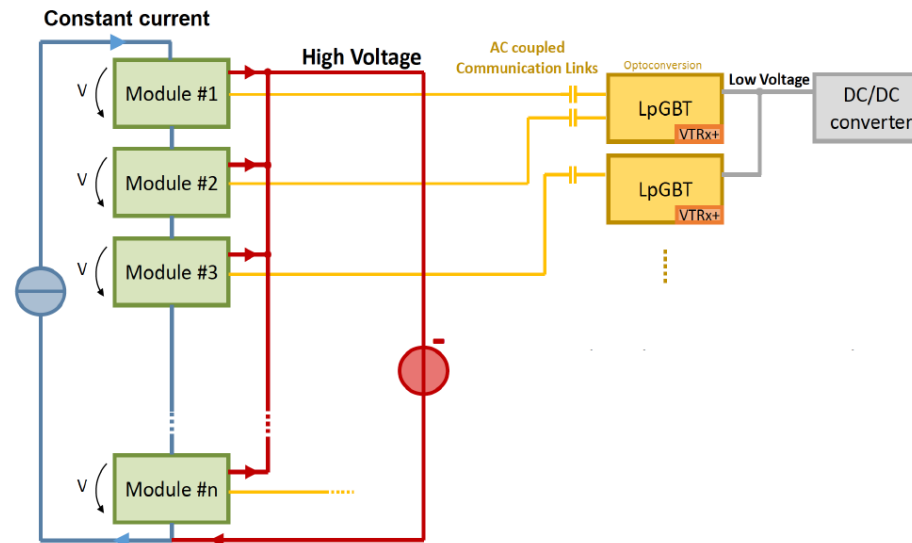 Constant current
High Voltage
AC coupled
Communication Links
Optoconversion
Low Voltage
V
Module #1
LpGBT
VTRx+
DC/DC
converter
V
Module #2
LpGBT
VTRx+
V
Module #3
-
V
Module #n